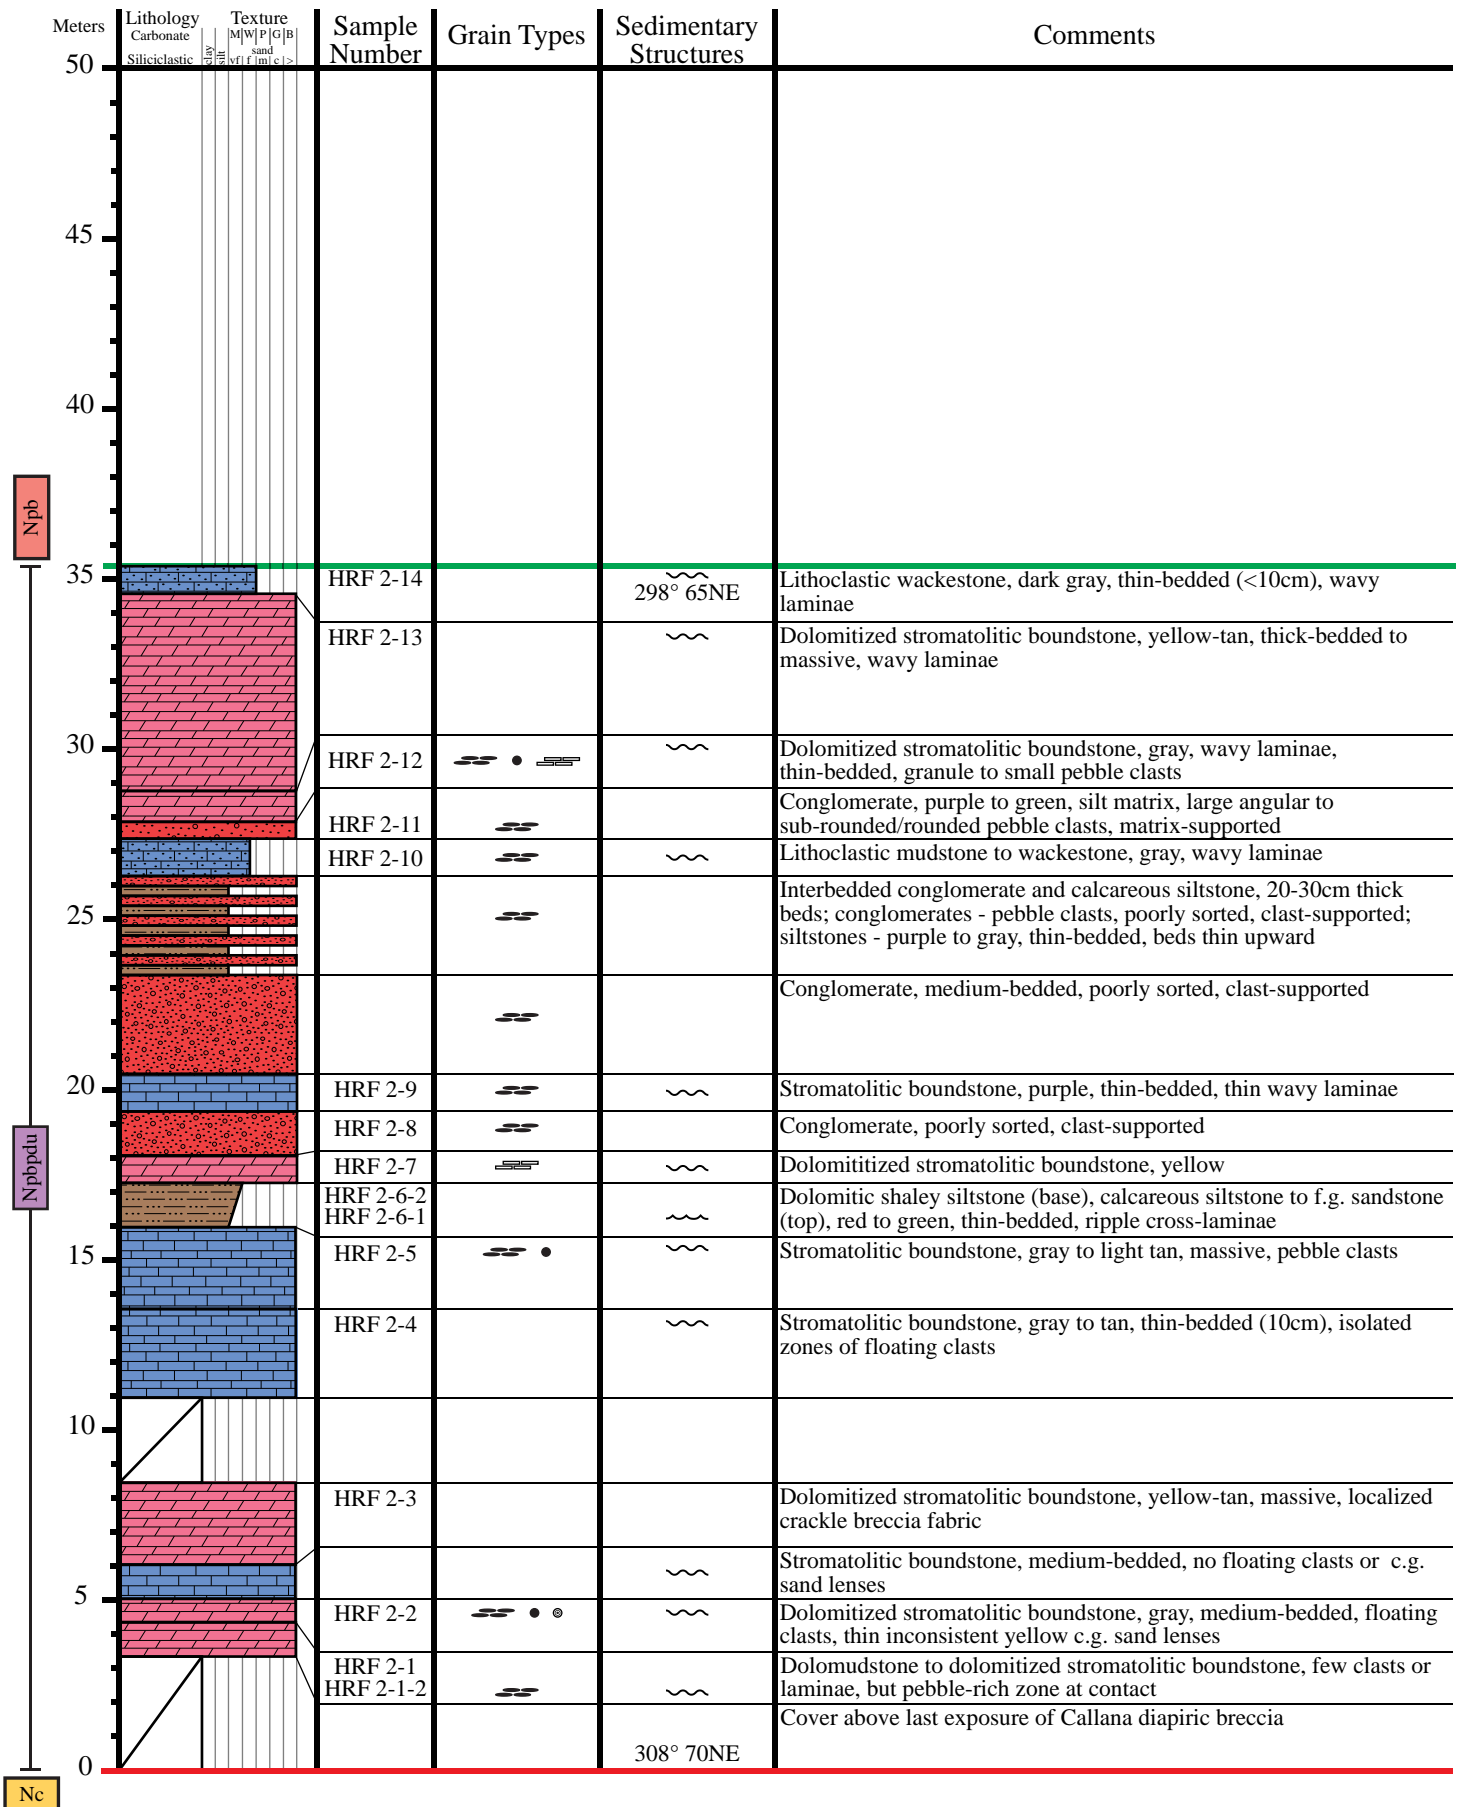 Meters
Lithology
Carbonate
Siliciclastic
Texture
M W P G B
clay
silt
sand
vf f m c >
Sample
Number
Grain Types
Sedimentary
Structures
Comments
50
45
40
Npb
35
HRF 2-14
298° 65NE
Lithoclastic wackestone, dark gray, thin-bedded (<10cm), wavy
laminae
HRF 2-13
Dolomitized stromatolitic boundstone, yellow-tan, thick-bedded to
massive, wavy laminae
30
HRF 2-12
Dolomitized stromatolitic boundstone, gray, wavy laminae,
thin-bedded, granule to small pebble clasts
HRF 2-11
Conglomerate, purple to green, silt matrix, large angular to
sub-rounded/rounded pebble clasts, matrix-supported
HRF 2-10
Lithoclastic mudstone to wackestone, gray, wavy laminae
25
Interbedded conglomerate and calcareous siltstone, 20-30cm thick
beds; conglomerates - pebble clasts, poorly sorted, clast-supported;
siltstones - purple to gray, thin-bedded, beds thin upward
Conglomerate, medium-bedded, poorly sorted, clast-supported
20
HRF 2-9
Stromatolitic boundstone, purple, thin-bedded, thin wavy laminae
HRF 2-8
Conglomerate, poorly sorted, clast-supported
Npbpdu
HRF 2-7
Dolomititized stromatolitic boundstone, yellow
HRF 2-6-2
HRF 2-6-1
Dolomitic shaley siltstone (base), calcareous siltstone to f.g. sandstone
(top), red to green, thin-bedded, ripple cross-laminae
15
HRF 2-5
Stromatolitic boundstone, gray to light tan, massive, pebble clasts
HRF 2-4
Stromatolitic boundstone, gray to tan, thin-bedded (10cm), isolated
zones of floating clasts
10
HRF 2-3
Dolomitized stromatolitic boundstone, yellow-tan, massive, localized
crackle breccia fabric
Stromatolitic boundstone, medium-bedded, no floating clasts or c.g.
sand lenses
5
HRF 2-2
Dolomitized stromatolitic boundstone, gray, medium-bedded, floating
clasts, thin inconsistent yellow c.g. sand lenses
HRF 2-1
HRF 2-1-2
Dolomudstone to dolomitized stromatolitic boundstone, few clasts or
laminae, but pebble-rich zone at contact
Cover above last exposure of Callana diapiric breccia
308° 70NE
0
Nc